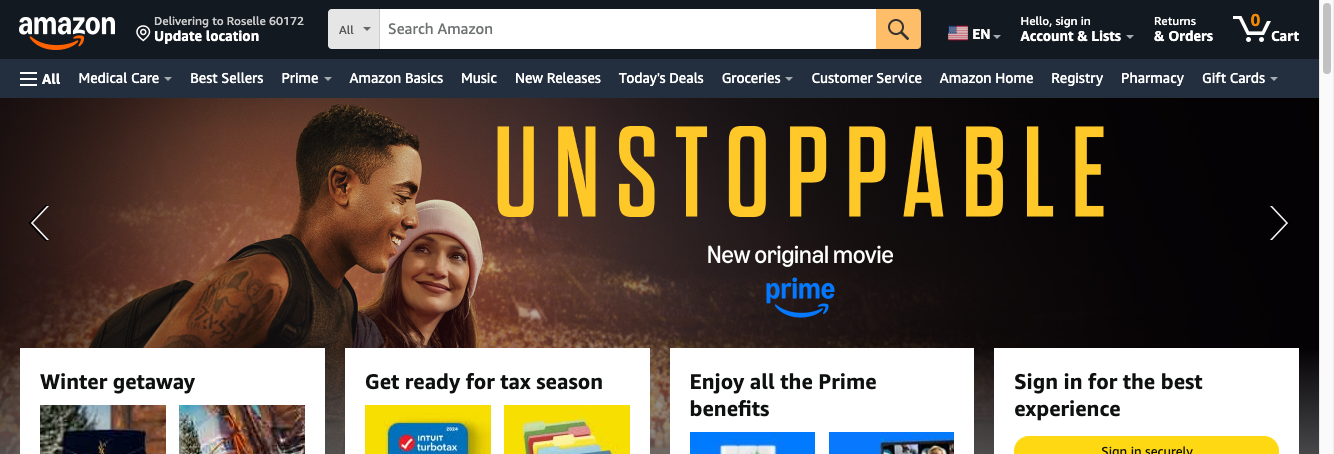 amazon
Delivering to Roselle 60172
Update location
All
Search Amazon
EN
Hello, sign in
Account & Lists
Returns
& Orders
0
Cart
All
Medical Care
Best Sellers
Prime
Amazon Basics
Music
New Releases
Today's Deals
Groceries
Customer Service
Amazon Home
Registry
Pharmacy
Gift Cards
UNSTOPPABLE
New original movie
prime
Winter getaway
Get ready for tax season
Enjoy all the Prime
benefits
Sign in for the best
experience
2024
INTUIT
turbotax
Sign in securely